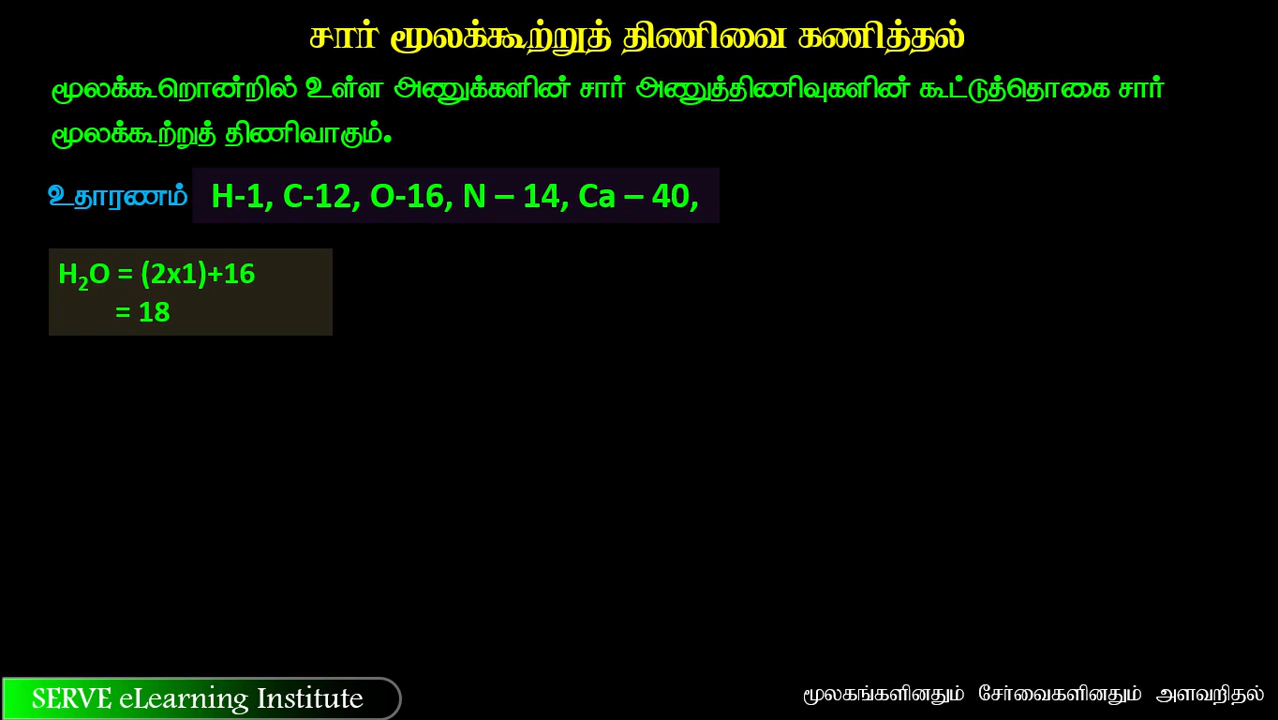 சார் மூலக்கூற்றுத் திணிவை கணித்தல்
மூலக்கூறொன்றில் உள்ள அணுக்களின் சார் அணுத்திணிவுகளின் கூட்டுத்தொகை சார்
மூலக்கூற்றுத் திணிவாகும்.
உதாரணம் H-1, C-12, O-16, N – 14, Ca – 40,
H₂O = (2x1)+16
= 18
SERVE eLearning Institute
மூலகங்களினதும் சேர்வைகளினதும் அளவறிதல்